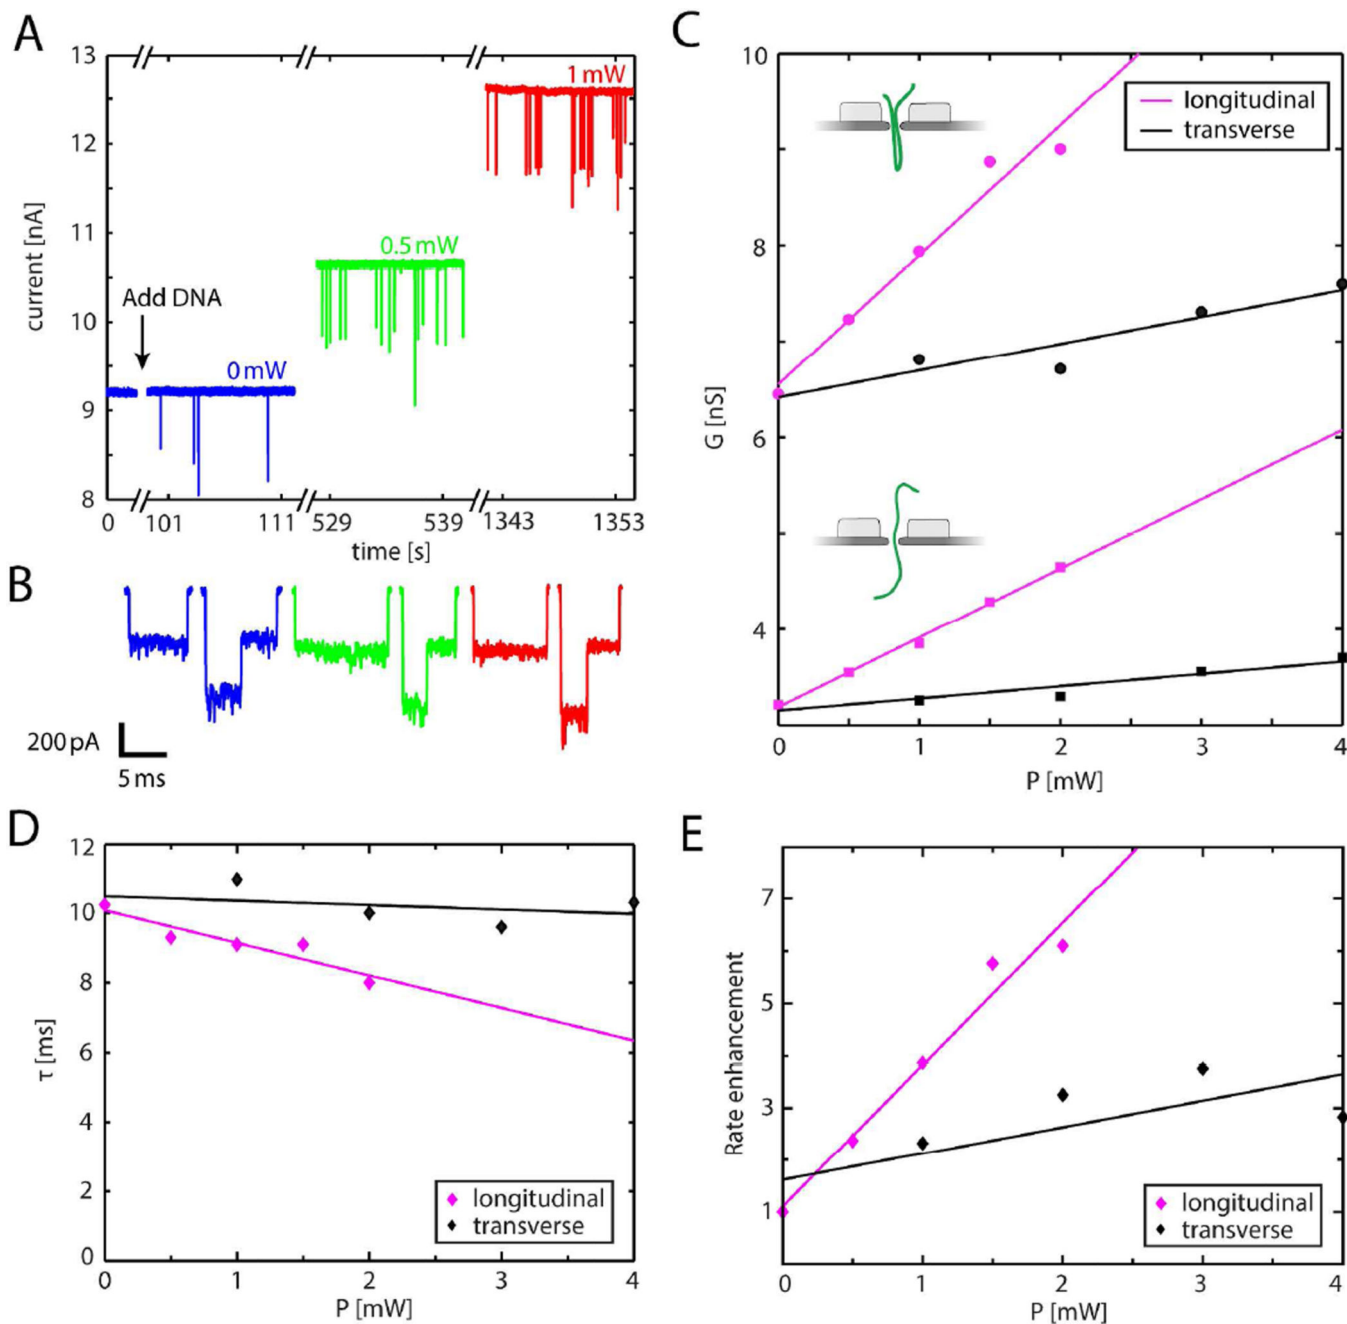 A
13
12
11
10
9
8
current [nA]
1 mW
0.5 mW
Add DNA
0 mW
0 101 111 529 539 1343 1353
time [s]
B
200 pA
5 ms
C
10
8
6
4
G [nS]
longitudinal
transverse
0 1 2 3 4
P [mW]
D
12
10
8
6
4
2
0
τ [ms]
longitudinal
transverse
0 1 2 3 4
P [mW]
E
7
5
3
1
Rate enhancement
longitudinal
transverse
0 1 2 3 4
P [mW]